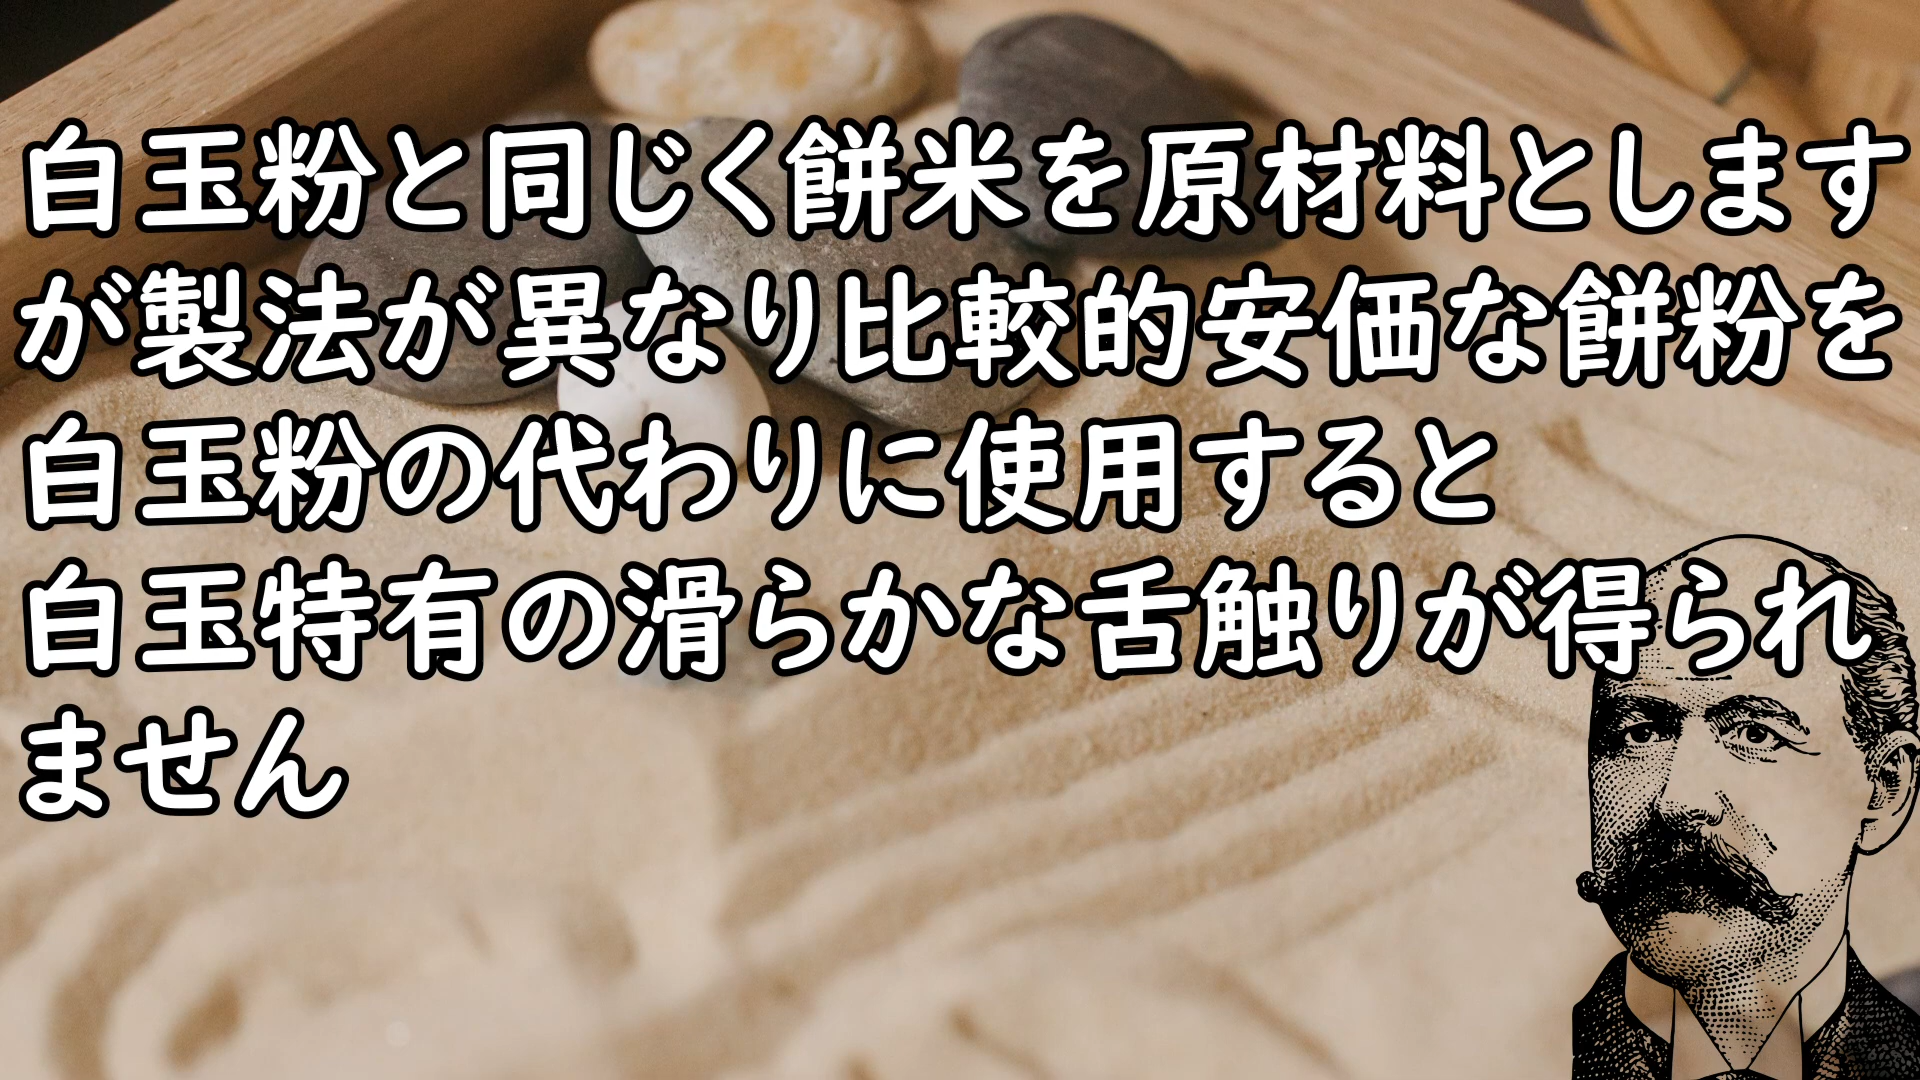 白玉粉と同じく餅米を原材料とします
が製法が異なり比較的安価な餅粉を
白玉粉の代わりに使用すると
白玉特有の滑らかな舌触りが得られ
ません